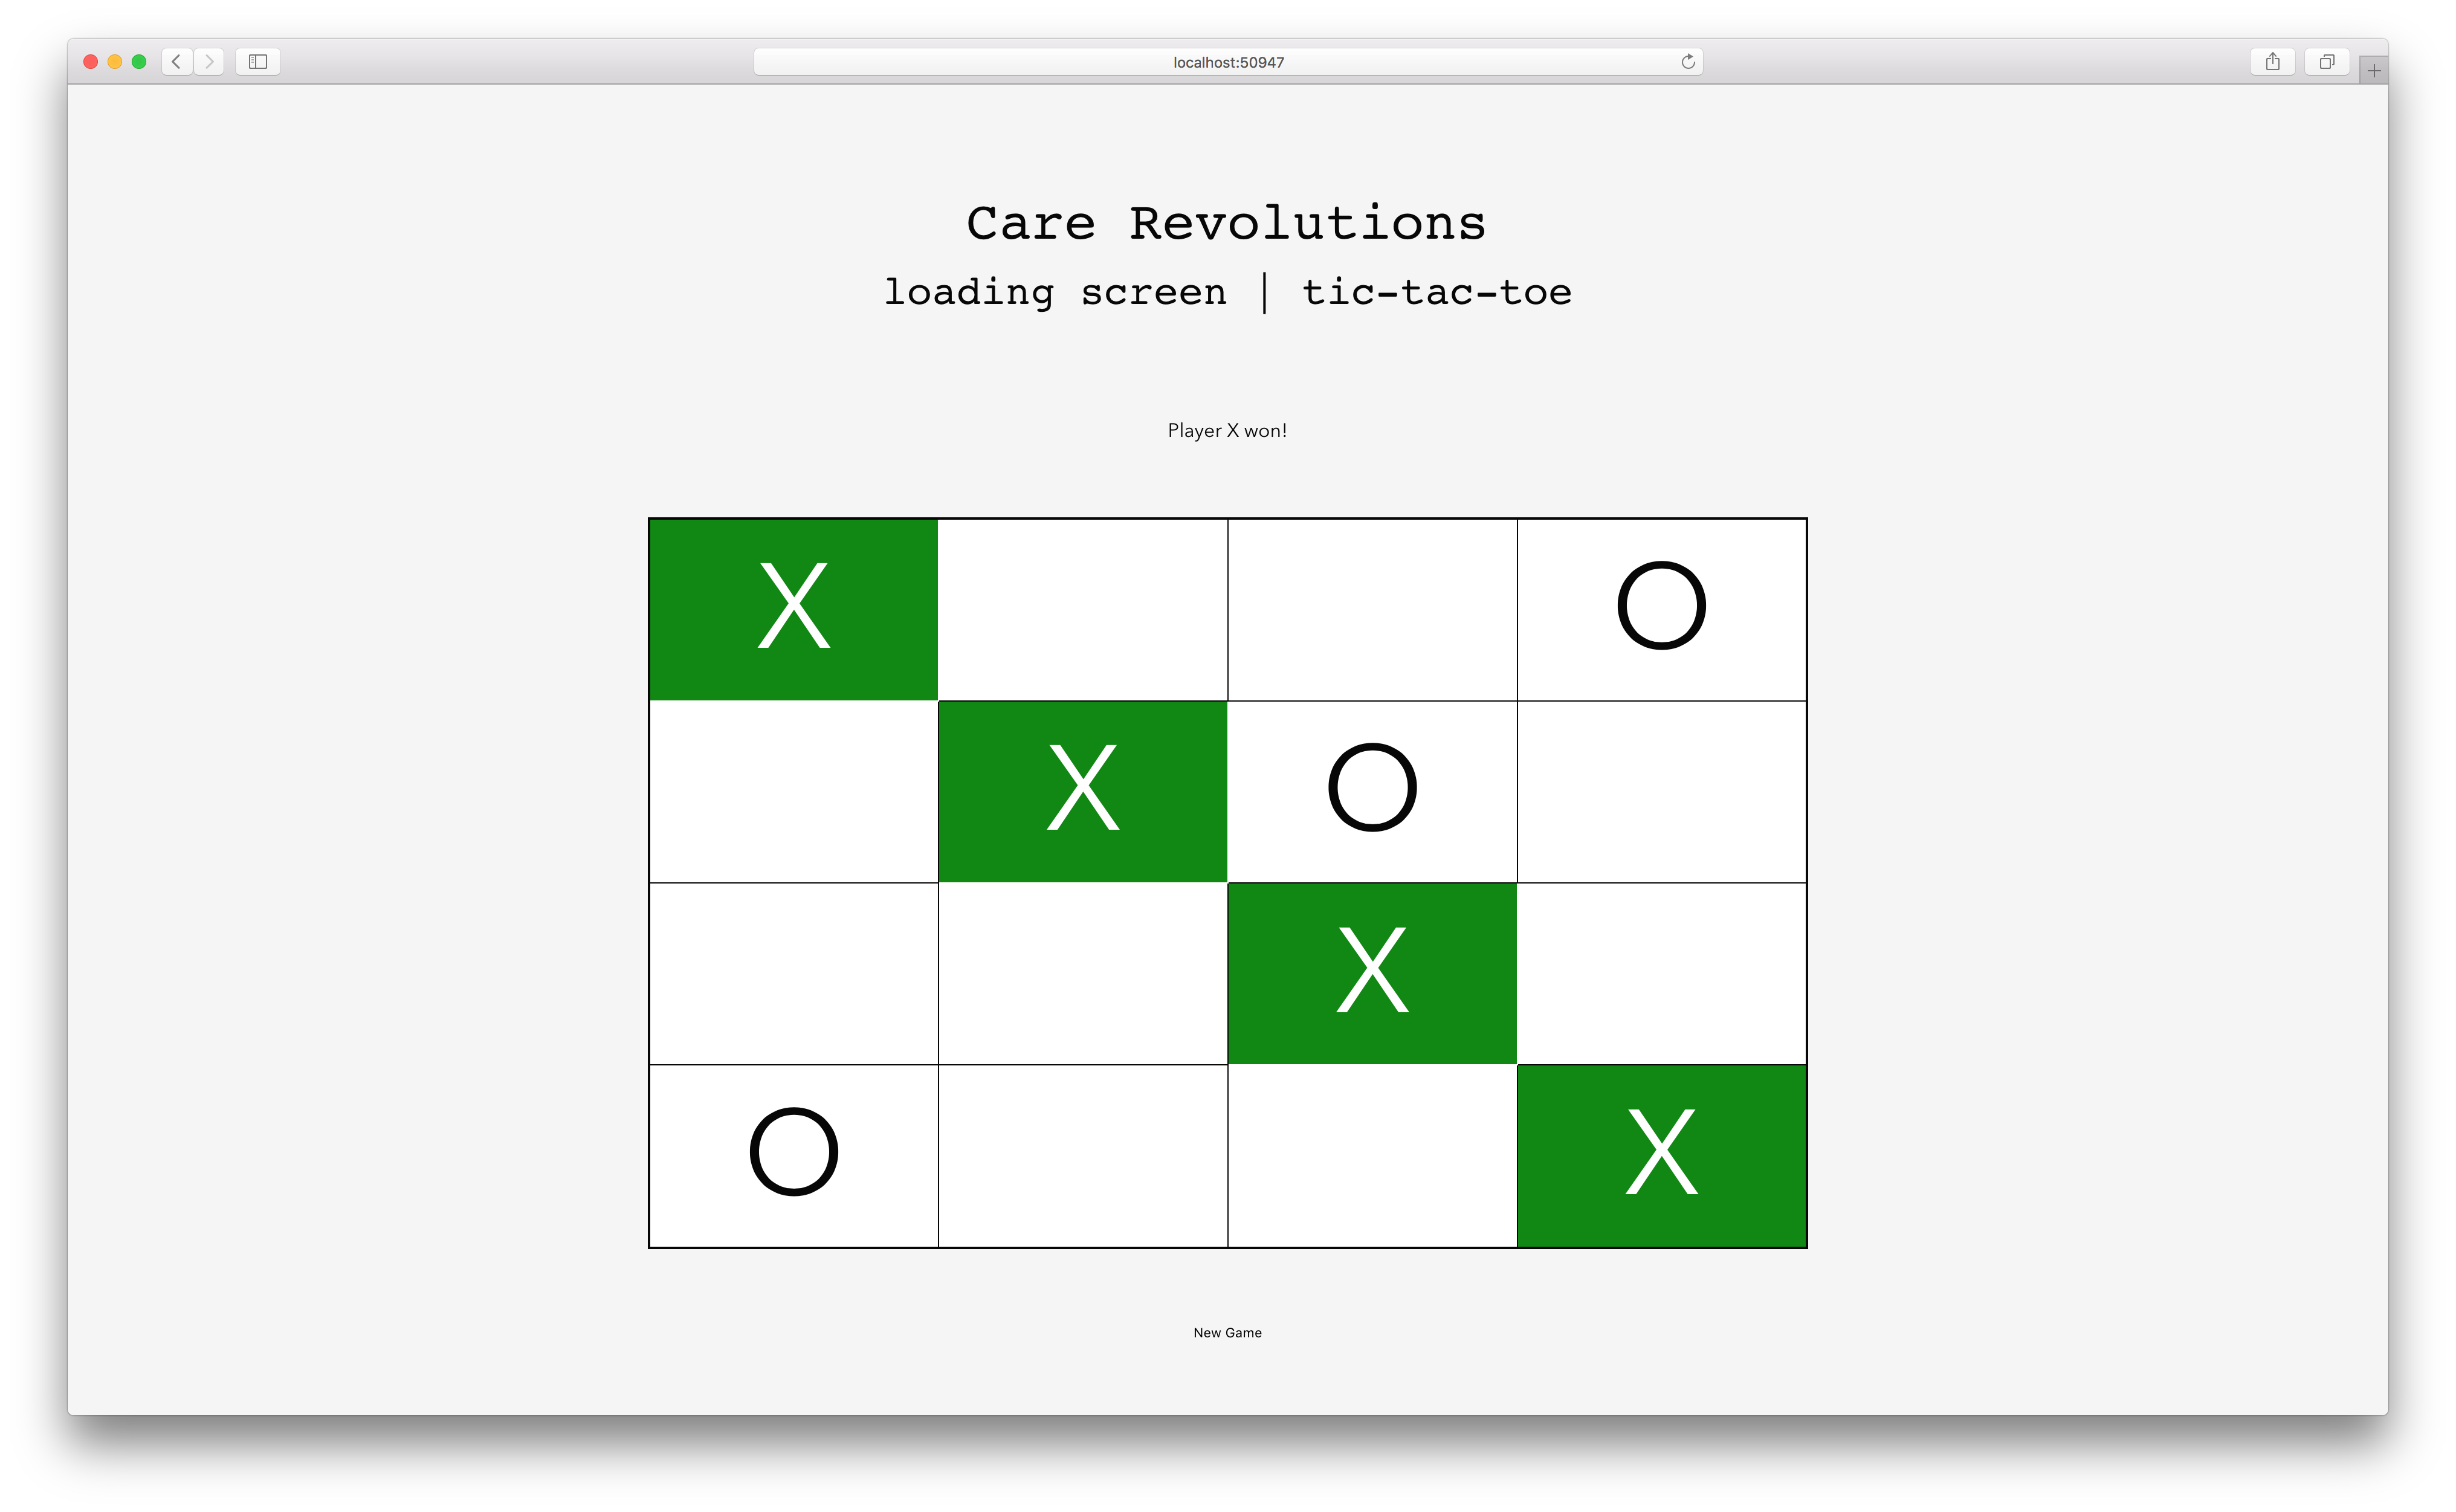 localhost:50947
Care Revolutions
loading screen | tic-tac-toe
Player X won!
X O
X O
X
O X
New Game